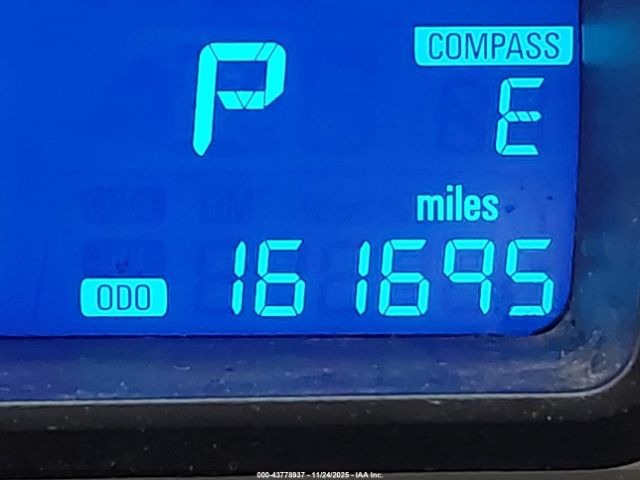 P
COMPASS
E
miles
ODO 161695
000-43778937 - 11/24/2025 - IAA Inc.